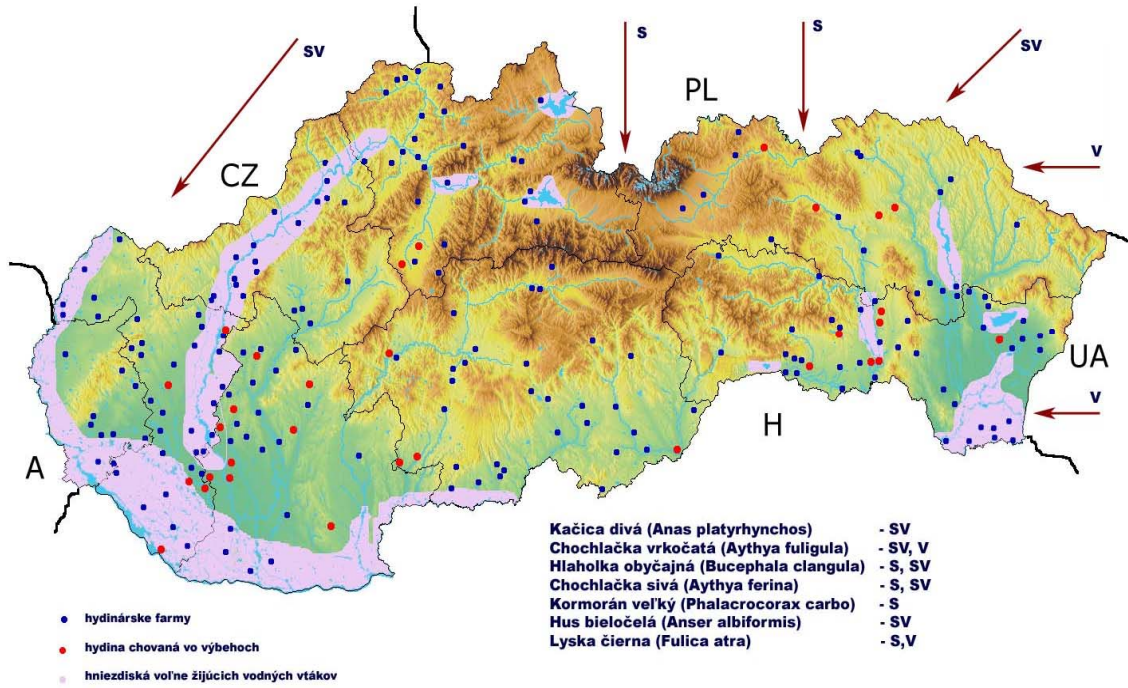 SV
S
S
SV
PL
CZ
V
UA
V
H
A
Kačica divá (Anas platyrhynchos) - SV
Chochlačka vrkočatá (Aythya fuligula) - SV, V
Hlaholka obyčajná (Bucephala clangula) - S, SV
Chochlačka sivá (Aythya ferina) - S, SV
Kormorán veľký (Phalacrocorax carbo) - S
Hus bieločelá (Anser albiformis) - SV
Lyska čierna (Fulica atra) - S,V
hydinárske farmy
hydina chovaná vo výbehoch
hniezdiská voľne žijúcich vodných vtákov